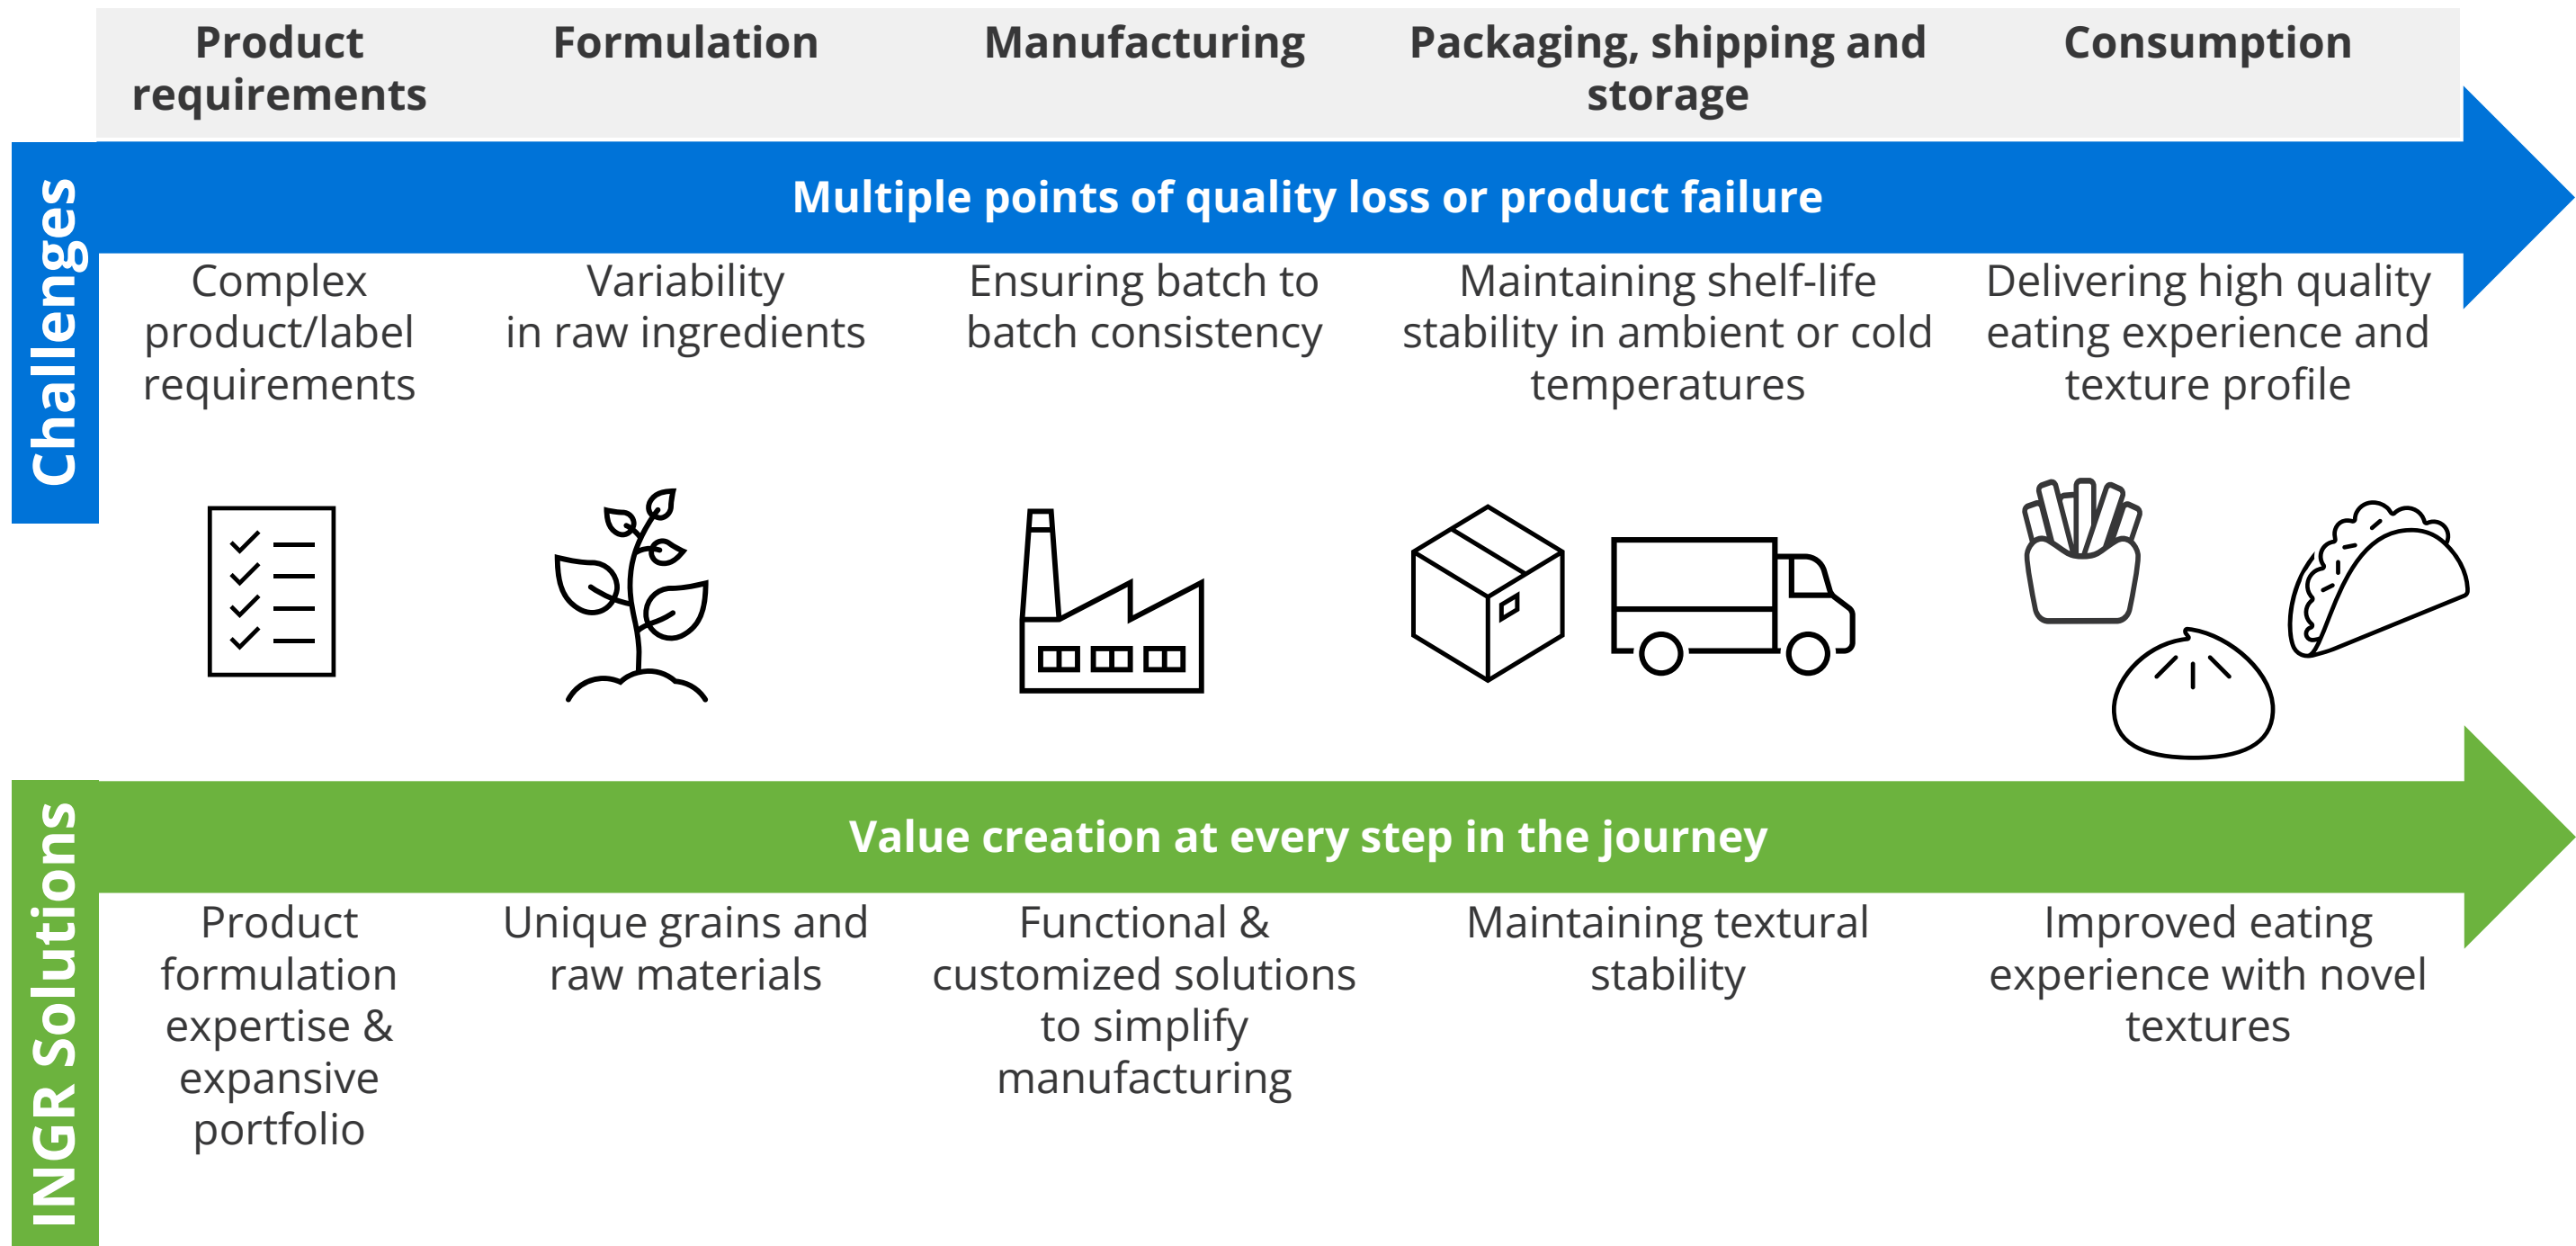 Product
requirements
Formulation
Manufacturing
Packaging, shipping and
storage
Consumption
Challenges
Multiple points of quality loss or product failure
Complex
product/label
requirements
Variability
in raw ingredients
Ensuring batch to
batch consistency
Maintaining shelf-life
stability in ambient or cold
temperatures
Delivering high quality
eating experience and
texture profile
INGR Solutions
Value creation at every step in the journey
Product
formulation
expertise &
expansive
portfolio
Unique grains and
raw materials
Functional &
customized solutions
to simplify
manufacturing
Maintaining textural
stability
Improved eating
experience with novel
textures